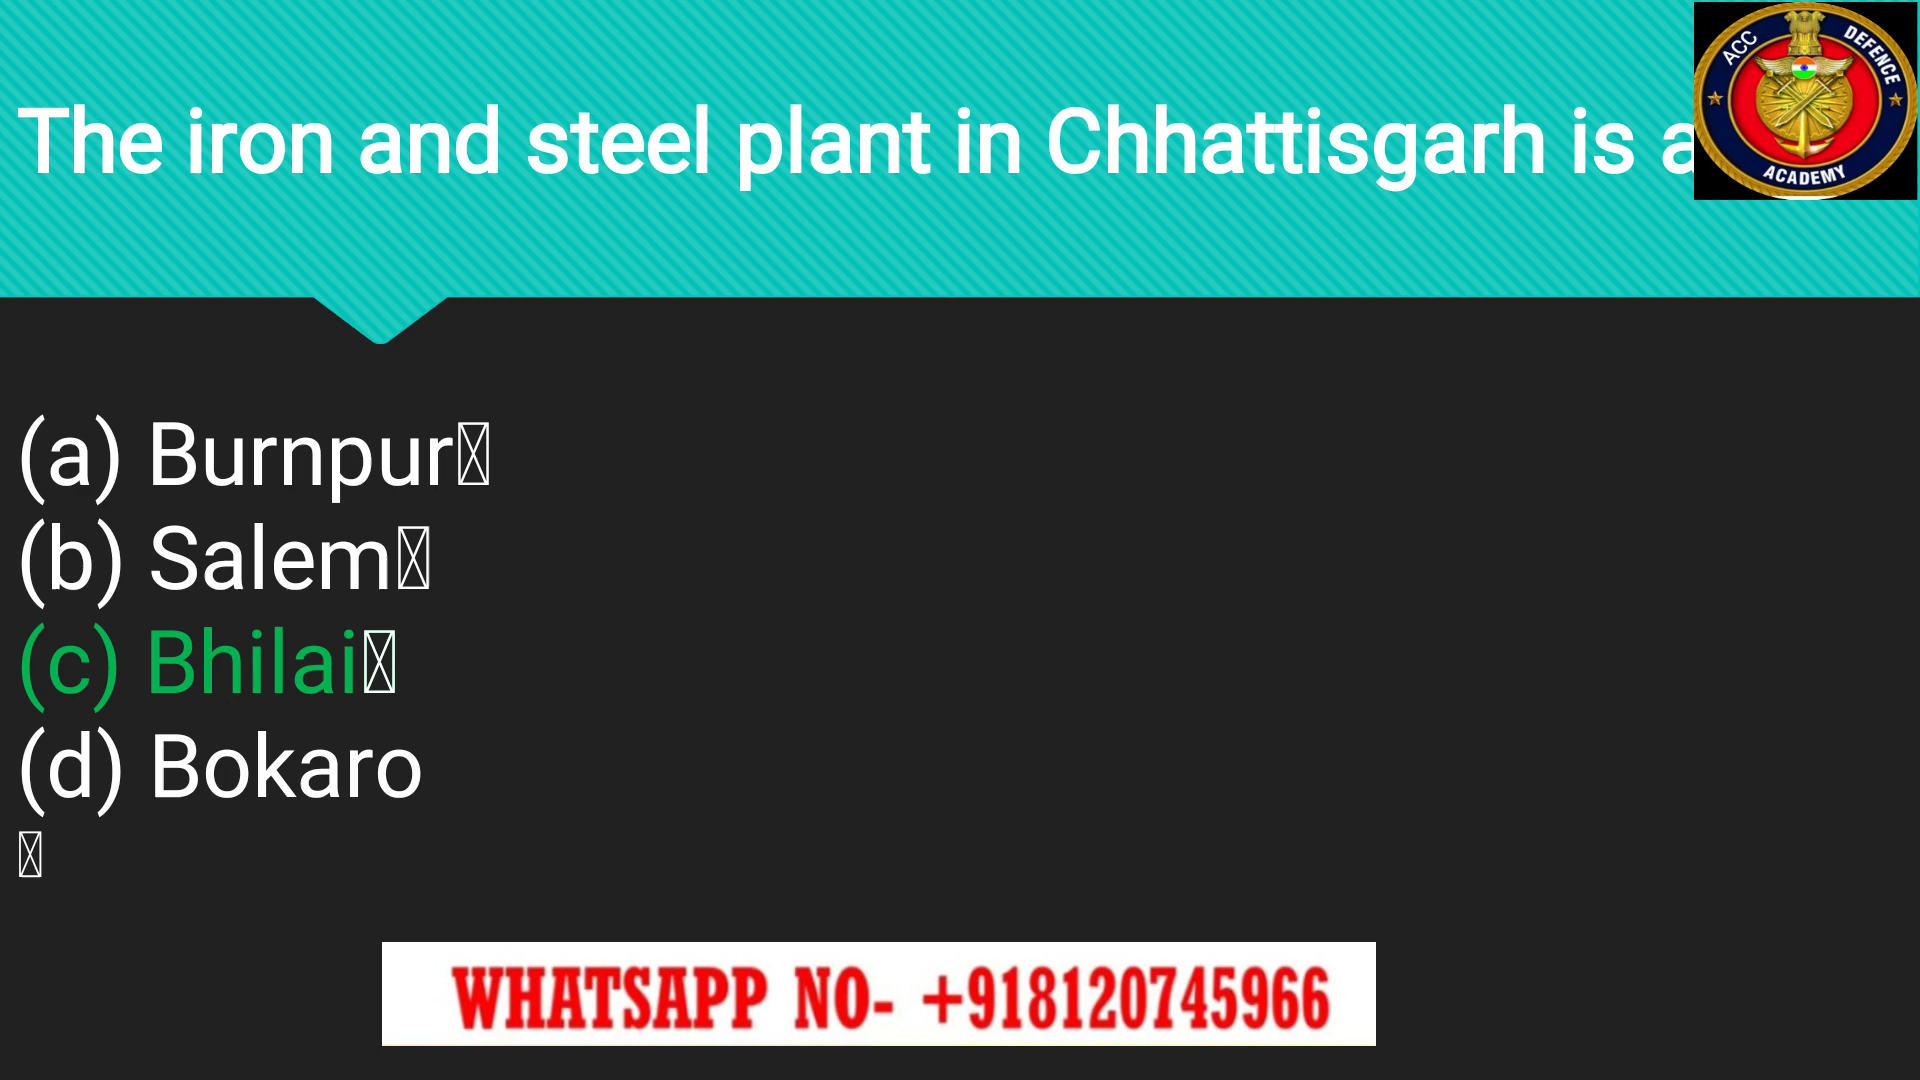 The iron and steel plant in Chhattisgarh is
ACC DEFENCE
ACADEMY
(a) Burnpur
(b) Salem
(c) Bhilai
(d) Bokaro
WHATSAPP NO- +918120745966